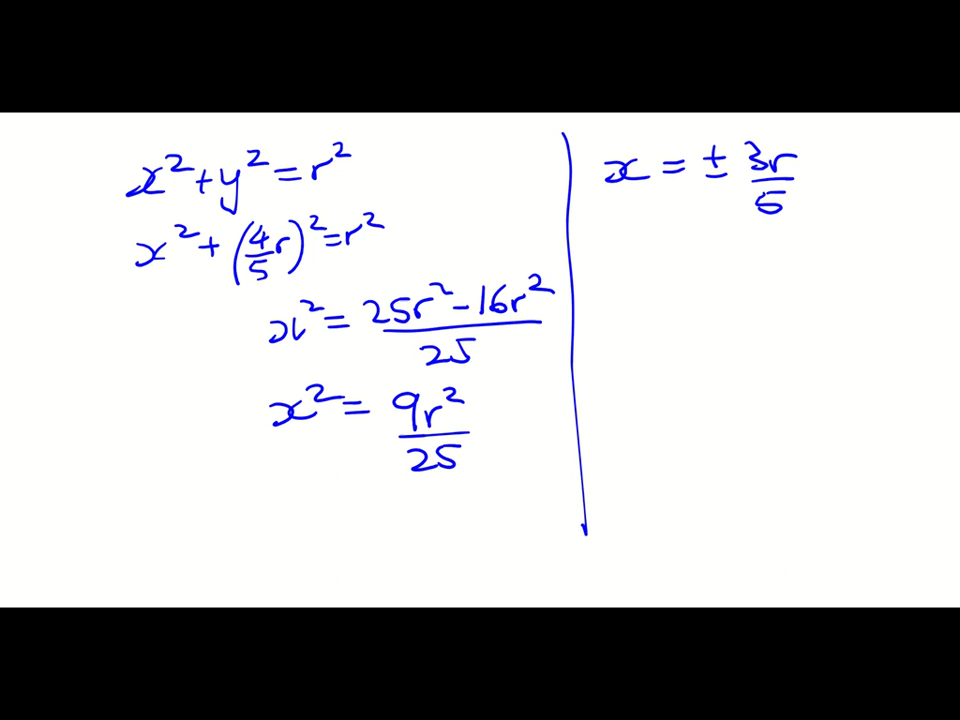 x² + y² = r²
x² + (4/5 r)² = r²
x² = (25r² - 16r²)/25
x² = 9r²/25
x = ± 3r/5